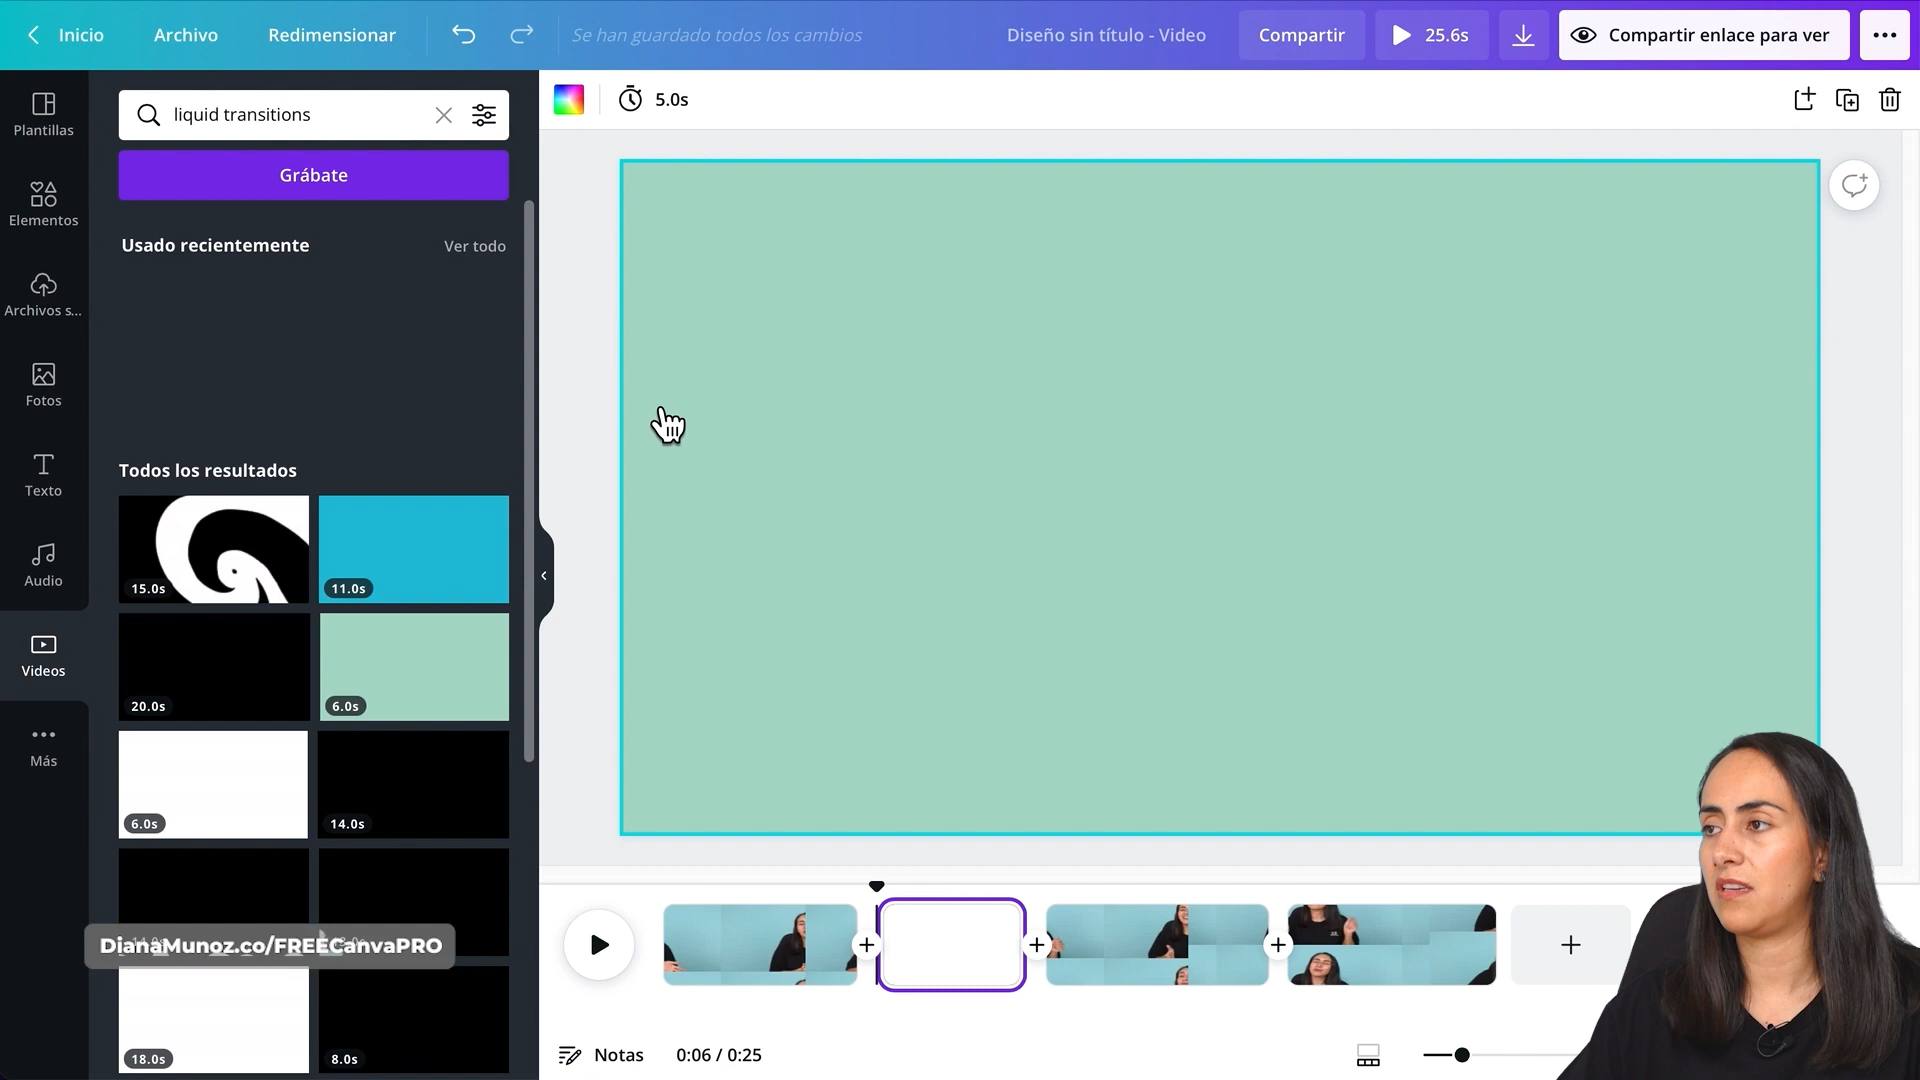 Inicio
Archivo
Redimensionar
Se han guardado todos los cambios
Diseño sin título - Video
Compartir
25.6s
Compartir enlace para ver
Plantillas
Elementos
Archivos s...
Fotos
Texto
Audio
Videos
Más
liquid transitions
Grábate
Usado recientemente
Ver todo
Todos los resultados
15.0s
11.0s
20.0s
6.0s
6.0s
14.0s
DianaMunoz.co/FREECanvaPRO
18.0s
8.0s
5.0s
Notas
0:06 / 0:25